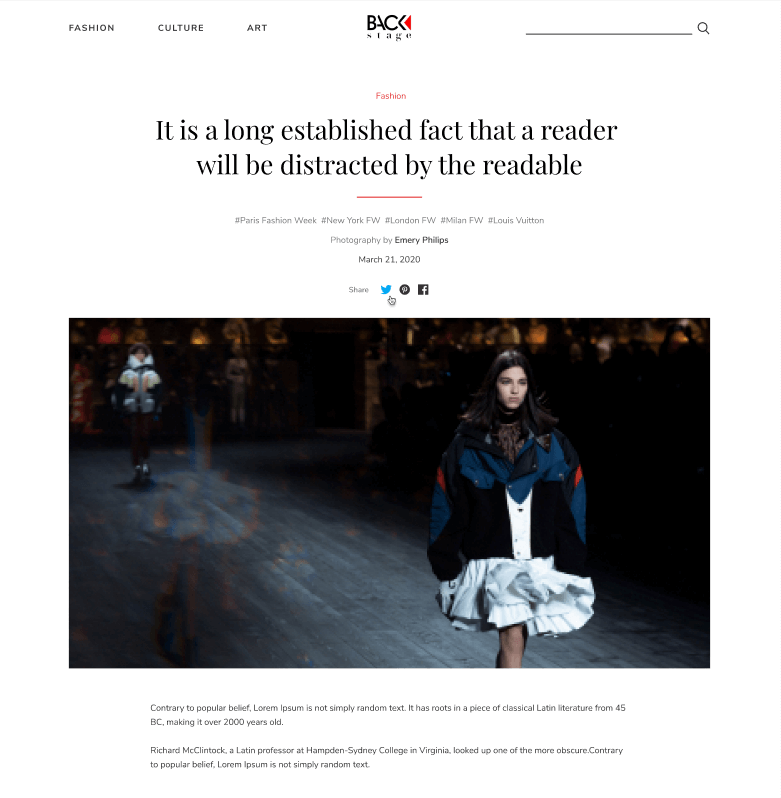 FASHION CULTURE ART
BACK
stage
Fashion
It is a long established fact that a reader
will be distracted by the readable
#Paris Fashion Week #New York FW #London FW #Milan FW #Louis Vuitton
Photography by Emery Philips
March 21, 2020
Share
Contrary to popular belief, Lorem Ipsum is not simply random text. It has roots in a piece of classical Latin literature from 45
BC, making it over 2000 years old.
Richard McClintock, a Latin professor at Hampden-Sydney College in Virginia, looked up one of the more obscure.Contrary
to popular belief, Lorem Ipsum is not simply random text.